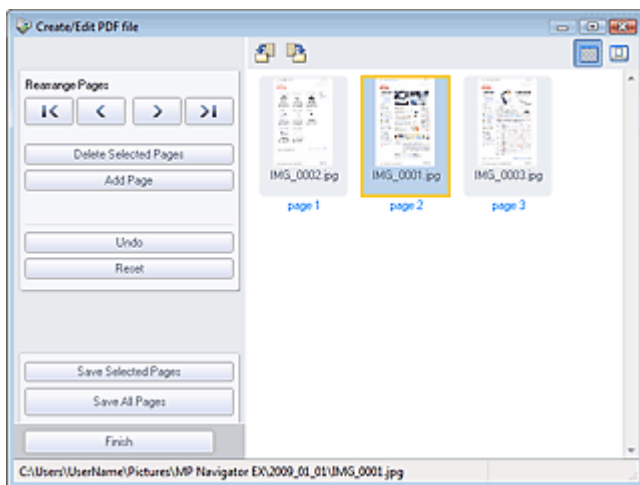 Create/Edit PDF file
Rearrange Pages
Delete Selected Pages
Add Page
Undo
Reset
Save Selected Pages
Save All Pages
Finish
IMG_0002.jpg
IMG_0001.jpg
IMG_0003.jpg
page 1
page 2
page 3
C:\Users\UserName\Pictures\MP Navigator EX\2009_01_01\IMG_0001.jpg